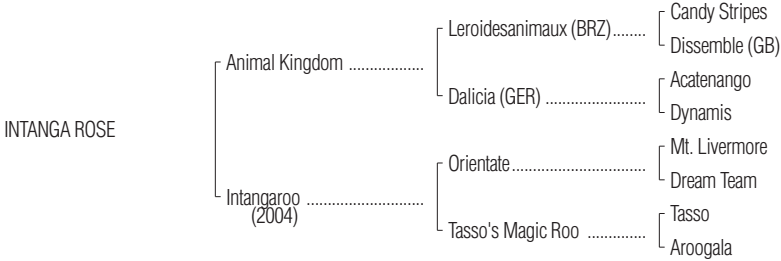 Candy Stripes
Leroidesanimaux (BRZ)........
Dissemble (GB)
Animal Kingdom ..................
Acatenango
Dalicia (GER) ........................
Dynamis
INTANGA ROSE
Mt. Livermore
Orientate................................
Dream Team
Intangaroo ............................
(2004)
Tasso
Tasso's Magic Roo ..............
Aroogala